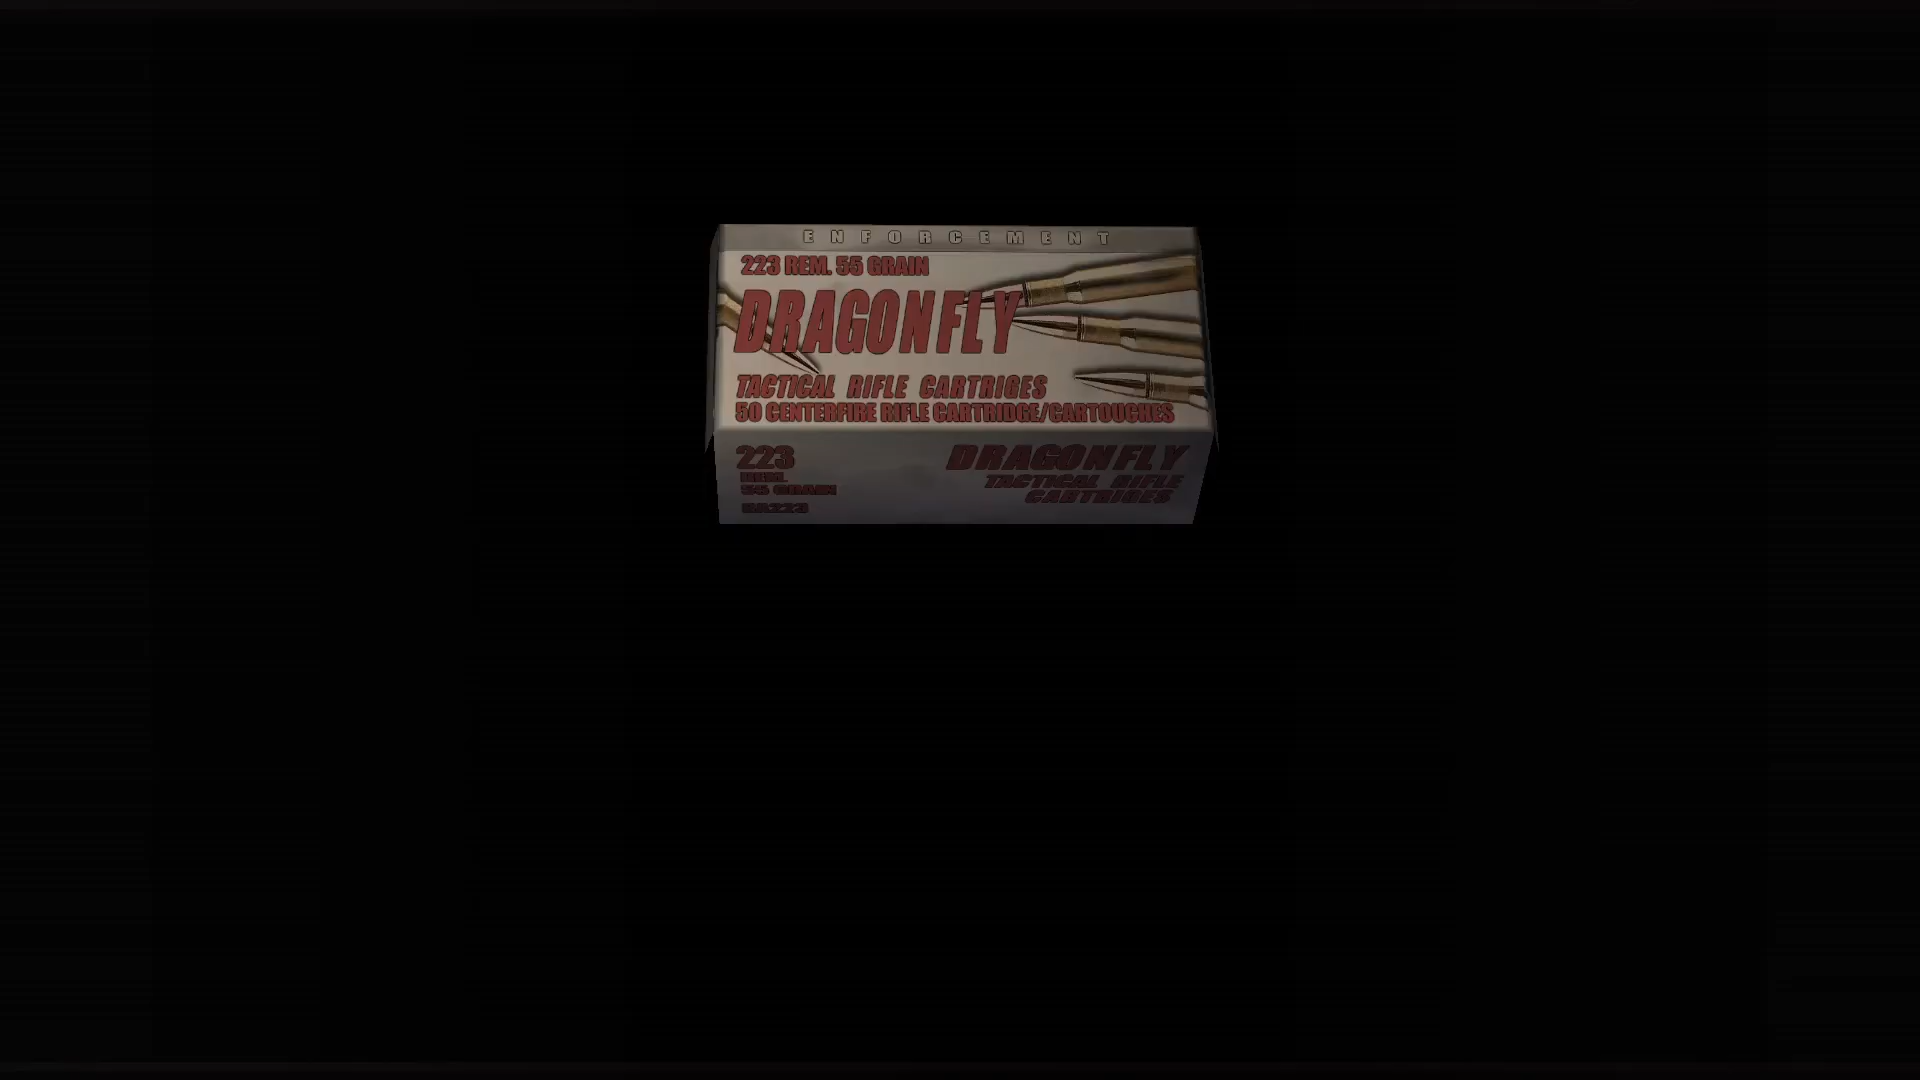 ENFORCEMENT
223 REM. 55 GRAIN
DRAGONFLY
TACTICAL RIFLE CARTRIGES
50 CENTERFIRE RIFLE CARTRIDGE/CARTOUCHES
223
DRAGONFLY
REM.
TACTICAL RIFLE
55 GRAIN
CARTRIGES